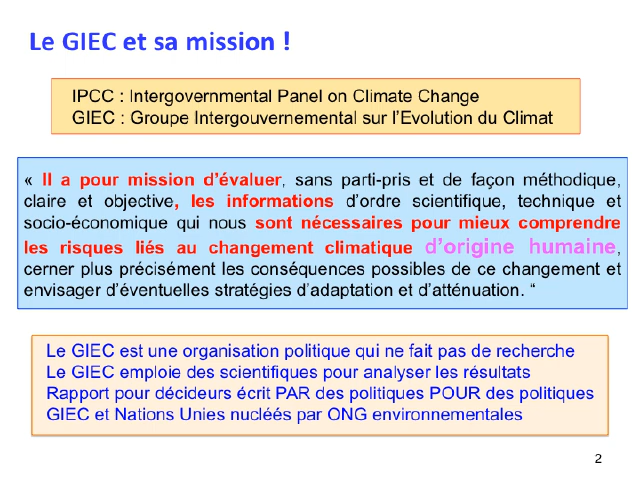 Le GIEC et sa mission !
IPCC : Intergovernmental Panel on Climate Change
GIEC : Groupe Intergouvernemental sur l'Evolution du Climat
« Il a pour mission d'évaluer, sans parti-pris et de façon méthodique,
claire et objective, les informations d'ordre scientifique, technique et
socio-économique qui nous sont nécessaires pour mieux comprendre
les risques liés au changement climatique d'origine humaine,
cerner plus précisément les conséquences possibles de ce changement et
envisager d'éventuelles stratégies d'adaptation et d'atténuation. “
Le GIEC est une organisation politique qui ne fait pas de recherche
Le GIEC emploie des scientifiques pour analyser les résultats
Rapport pour décideurs écrit PAR des politiques POUR des politiques
GIEC et Nations Unies nucléés par ONG environnementales
2